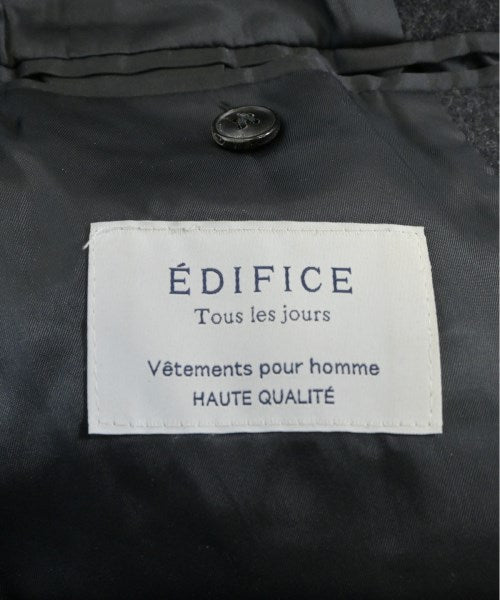 ÉDIFICE
Tous les jours
Vêtements pour homme
HAUTE QUALITÉ